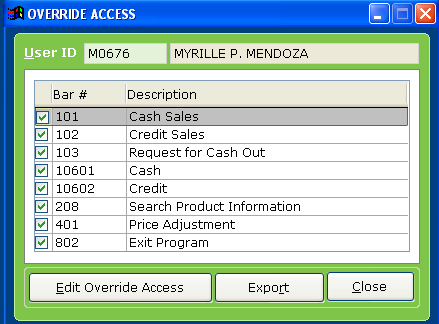 OVERRIDE ACCESS
User ID M0676 MYRILLE P. MENDOZA
Bar # Description
101 Cash Sales
102 Credit Sales
103 Request for Cash Out
10601 Cash
10602 Credit
208 Search Product Information
401 Price Adjustment
802 Exit Program
Edit Override Access Export Close